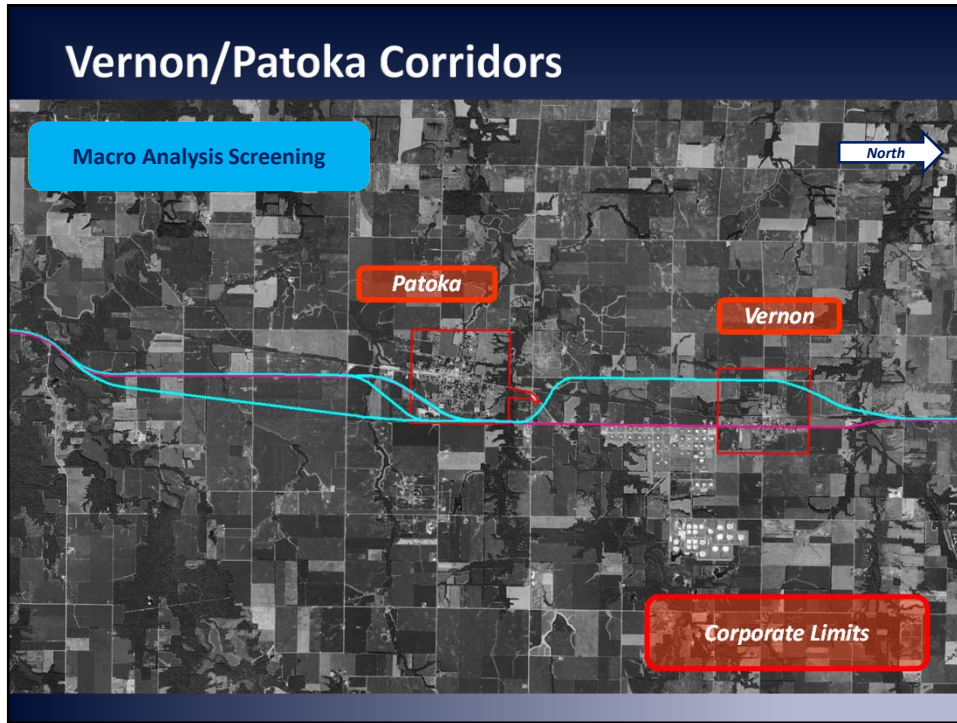 Vernon/Patoka Corridors
Macro Analysis Screening
North
Patoka
Vernon
Corporate Limits